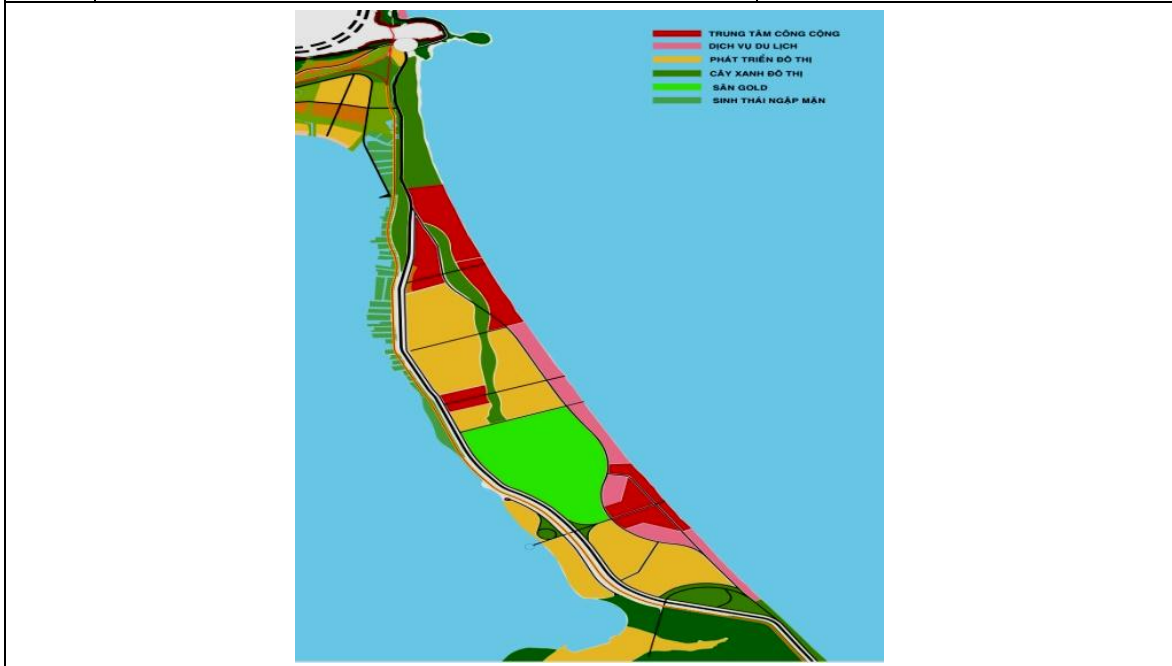 TRUNG TÂM CÔNG CỘNG
DỊCH VỤ DU LỊCH
PHÁT TRIỂN ĐÔ THỊ
CÂY XANH ĐÔ THỊ
SÂN GOLD
SINH THÁI NGẬP MẶN